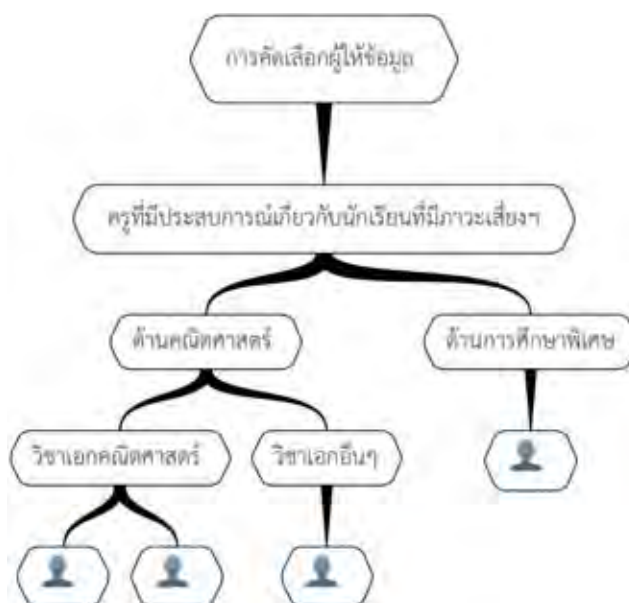 การคัดเลือกผู้ให้ข้อมูล
ครูที่มีประสบการณ์เกี่ยวกับนักเรียนที่มีภาวะเสี่ยงฯ
ด้านคณิตศาสตร์
ด้านการศึกษาพิเศษ
วิชาเอกคณิตศาสตร์
วิชาเอกอื่นๆ